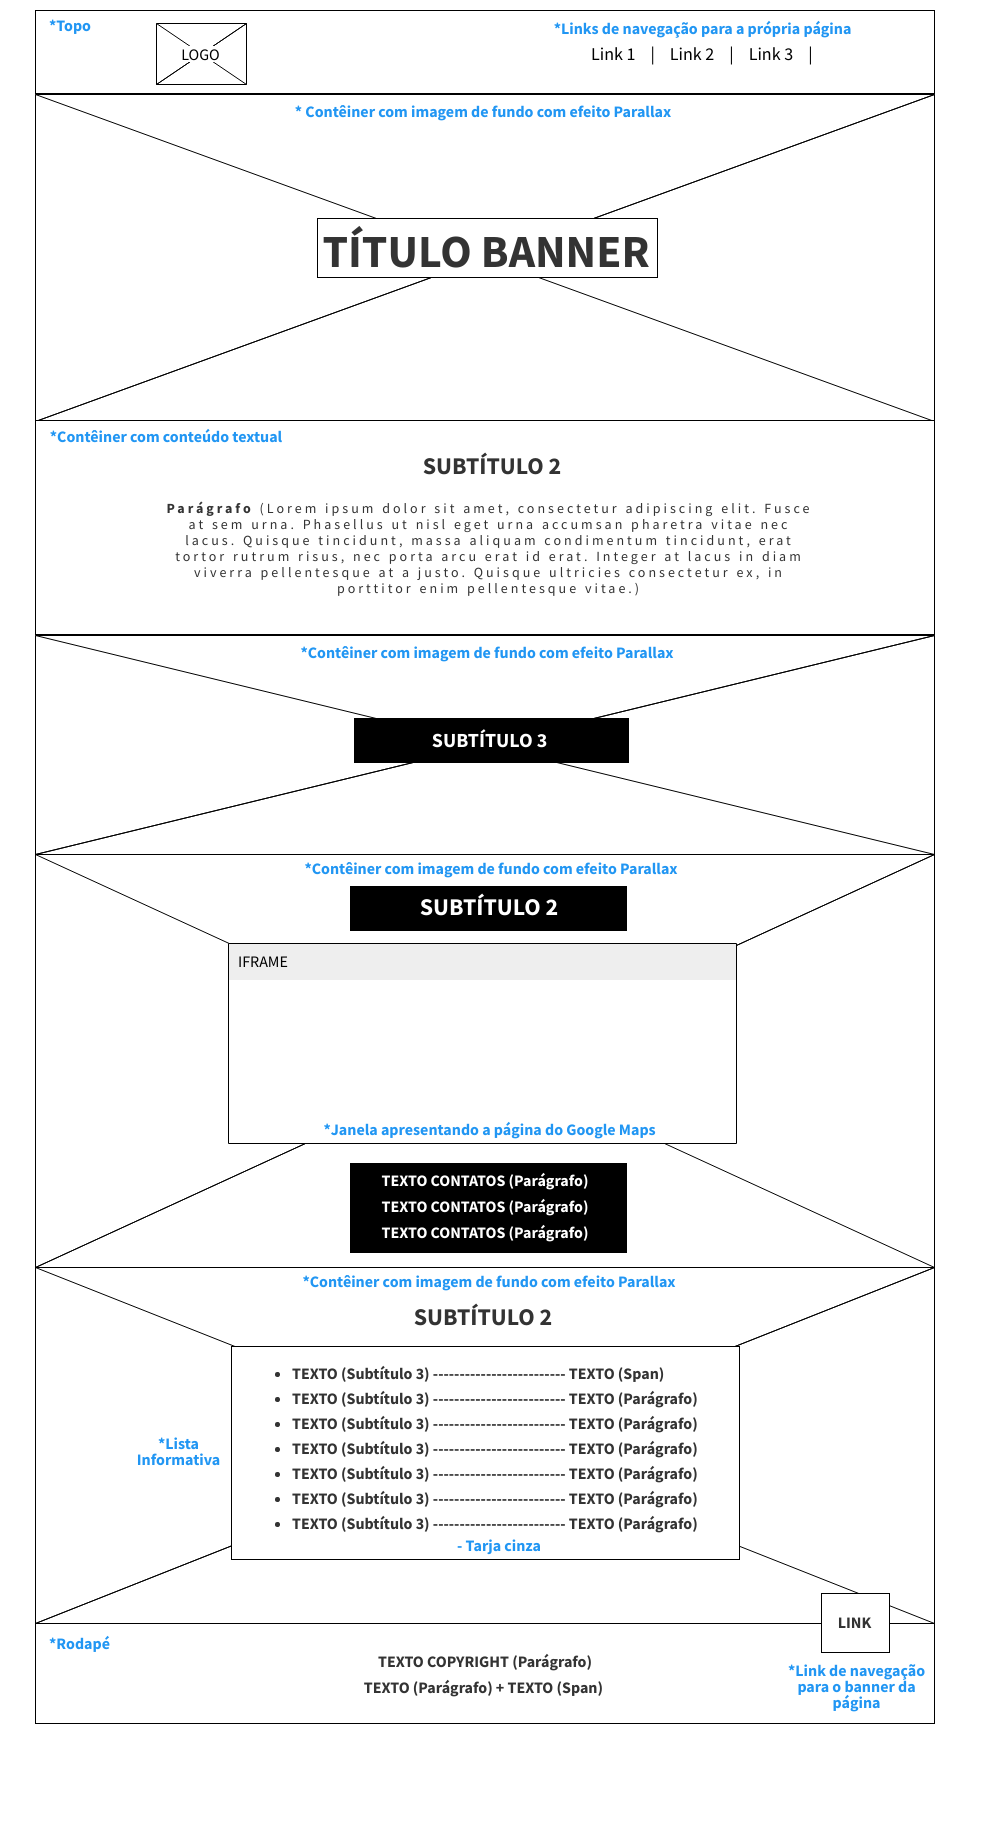 *Topo
LOGO
*Links de navegação para a própria página
Link 1 | Link 2 | Link 3 |
* Contêiner com imagem de fundo com efeito Parallax
TÍTULO BANNER
*Contêiner com conteúdo textual
SUBTÍTULO 2
Parágrafo (Lorem ipsum dolor sit amet, consectetur adipiscing elit. Fusce
at sem urna. Phasellus ut nisl eget urna accumsan pharetra vitae nec
lacus. Quisque tincidunt, massa aliquam condimentum tincidunt, erat
tortor rutrum risus, nec porta arcu erat id erat. Integer at lacus in diam
viverra pellentesque at a justo. Quisque ultricies consectetur ex, in
porttitor enim pellentesque vitae.)
*Contêiner com imagem de fundo com efeito Parallax
SUBTÍTULO 3
*Contêiner com imagem de fundo com efeito Parallax
SUBTÍTULO 2
IFRAME
*Janela apresentando a página do Google Maps
TEXTO CONTATOS (Parágrafo)
TEXTO CONTATOS (Parágrafo)
TEXTO CONTATOS (Parágrafo)
*Contêiner com imagem de fundo com efeito Parallax
SUBTÍTULO 2
• TEXTO (Subtítulo 3) ------------------------- TEXTO (Span)
• TEXTO (Subtítulo 3) ------------------------- TEXTO (Parágrafo)
• TEXTO (Subtítulo 3) ------------------------- TEXTO (Parágrafo)
• TEXTO (Subtítulo 3) ------------------------- TEXTO (Parágrafo)
• TEXTO (Subtítulo 3) ------------------------- TEXTO (Parágrafo)
• TEXTO (Subtítulo 3) ------------------------- TEXTO (Parágrafo)
• TEXTO (Subtítulo 3) ------------------------- TEXTO (Parágrafo)
*Lista
Informativa
- Tarja cinza
LINK
*Rodapé
TEXTO COPYRIGHT (Parágrafo)
TEXTO (Parágrafo) + TEXTO (Span)
*Link de navegação
para o banner da
página